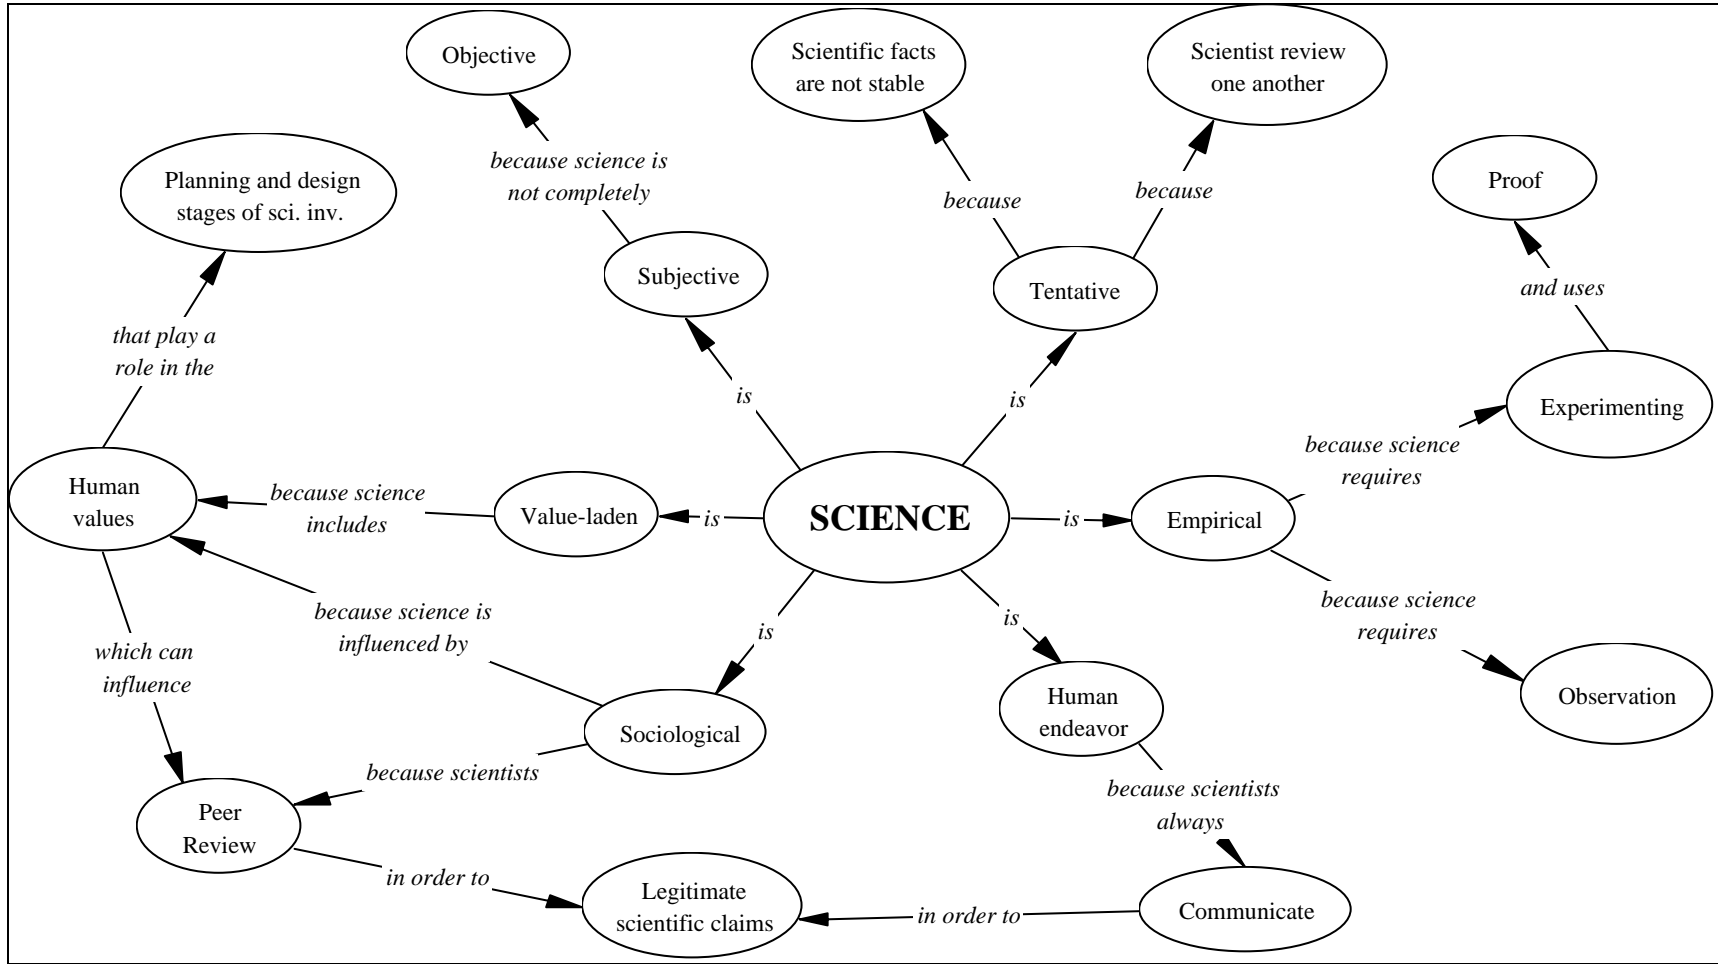 Objective
Scientific facts
are not stable
Scientist review
one another
because science is
not completely
Planning and design
stages of sci. inv.
because
because
Proof
Subjective
Tentative
and uses
that play a
role in the
is
is
Experimenting
because science
requires
Human
values
because science
includes
Value-laden
is
SCIENCE
is
Empirical
because science is
influenced by
is
is
because science
requires
which can
influence
Sociological
Human
endeavor
Observation
because scientists
because scientists
always
Peer
Review
in order to
Legitimate
scientific claims
in order to
Communicate